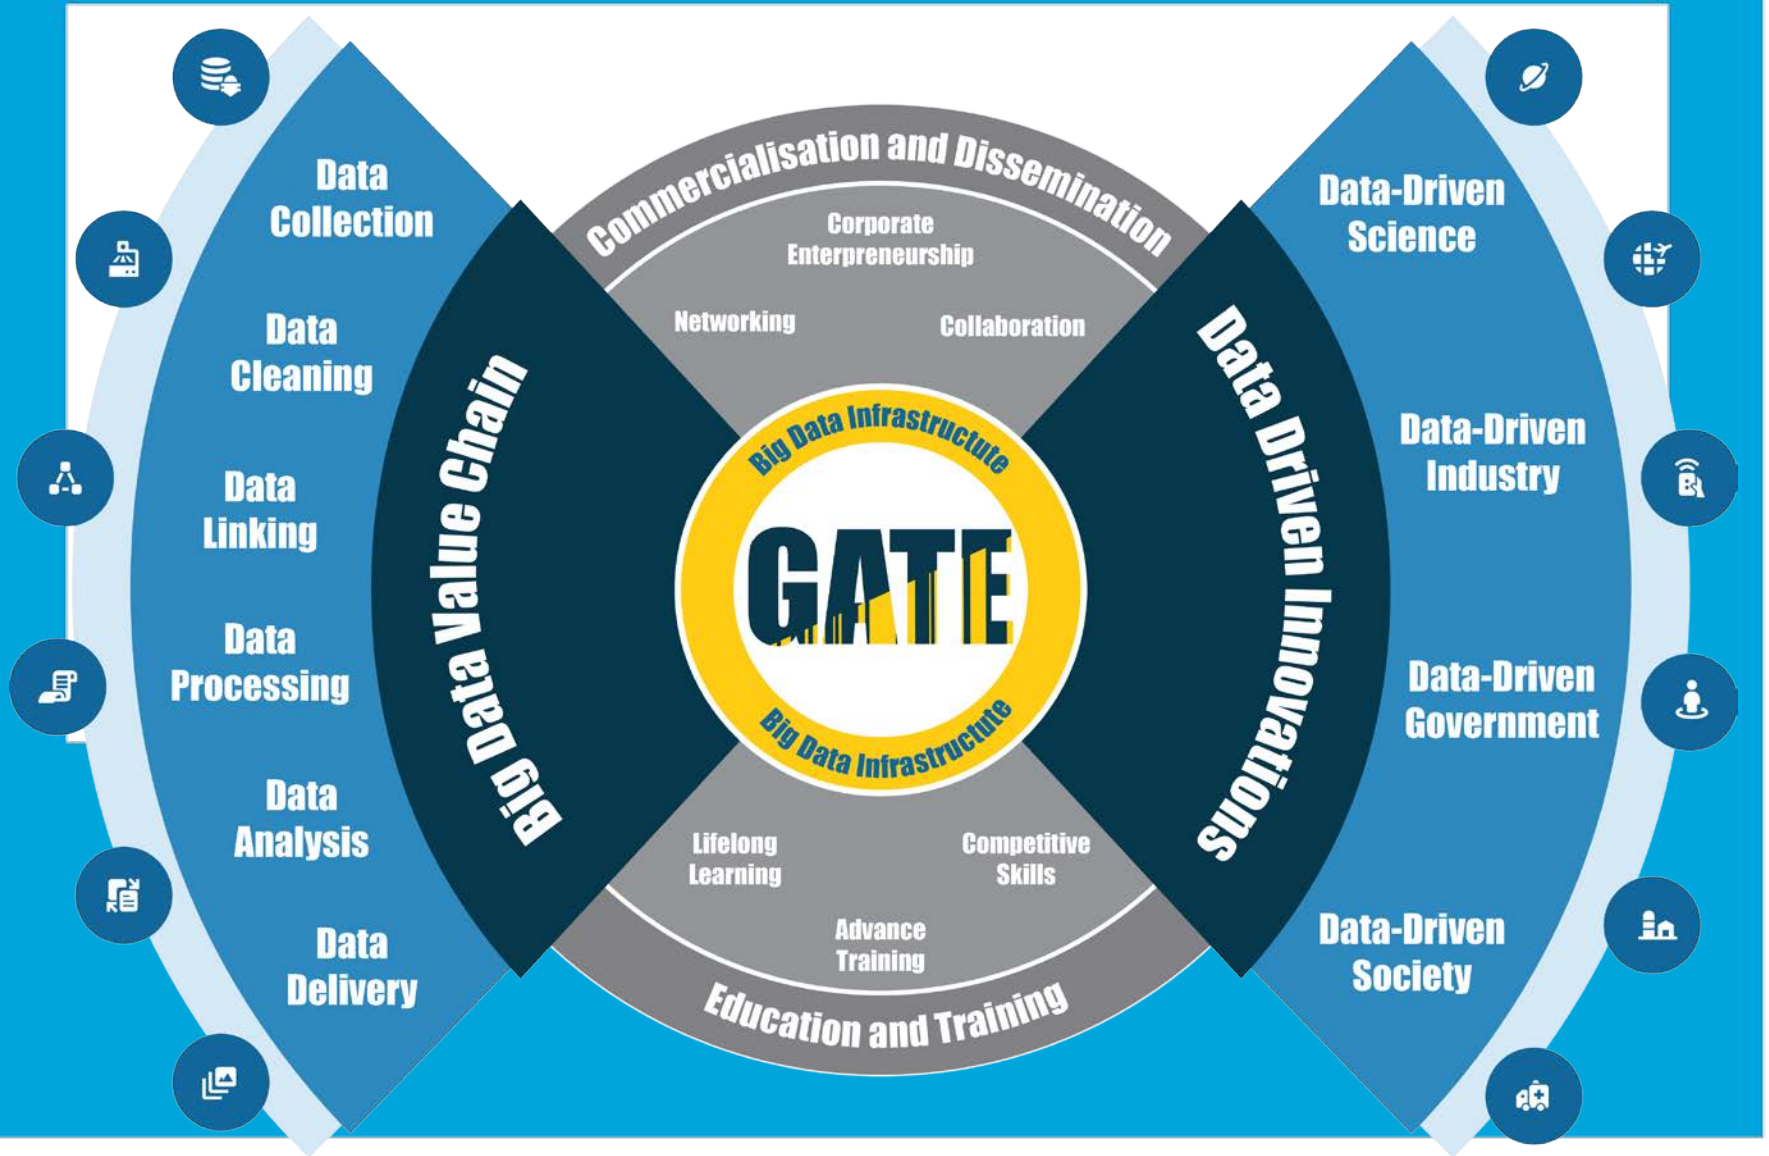 Data
Collection
Data
Cleaning
Data
Linking
Data
Processing
Data
Analysis
Data
Delivery
Big Data Value Chain
Commercialisation and Dissemination
Corporate
Enterpreneurship
Networking
Collaboration
Big Data Infrastructute
GATE
Big Data Infrastructute
Lifelong
Learning
Competitive
Skills
Advance
Training
Education and Training
Data Driven Innovations
Data-Driven
Science
Data-Driven
Industry
Data-Driven
Government
Data-Driven
Society